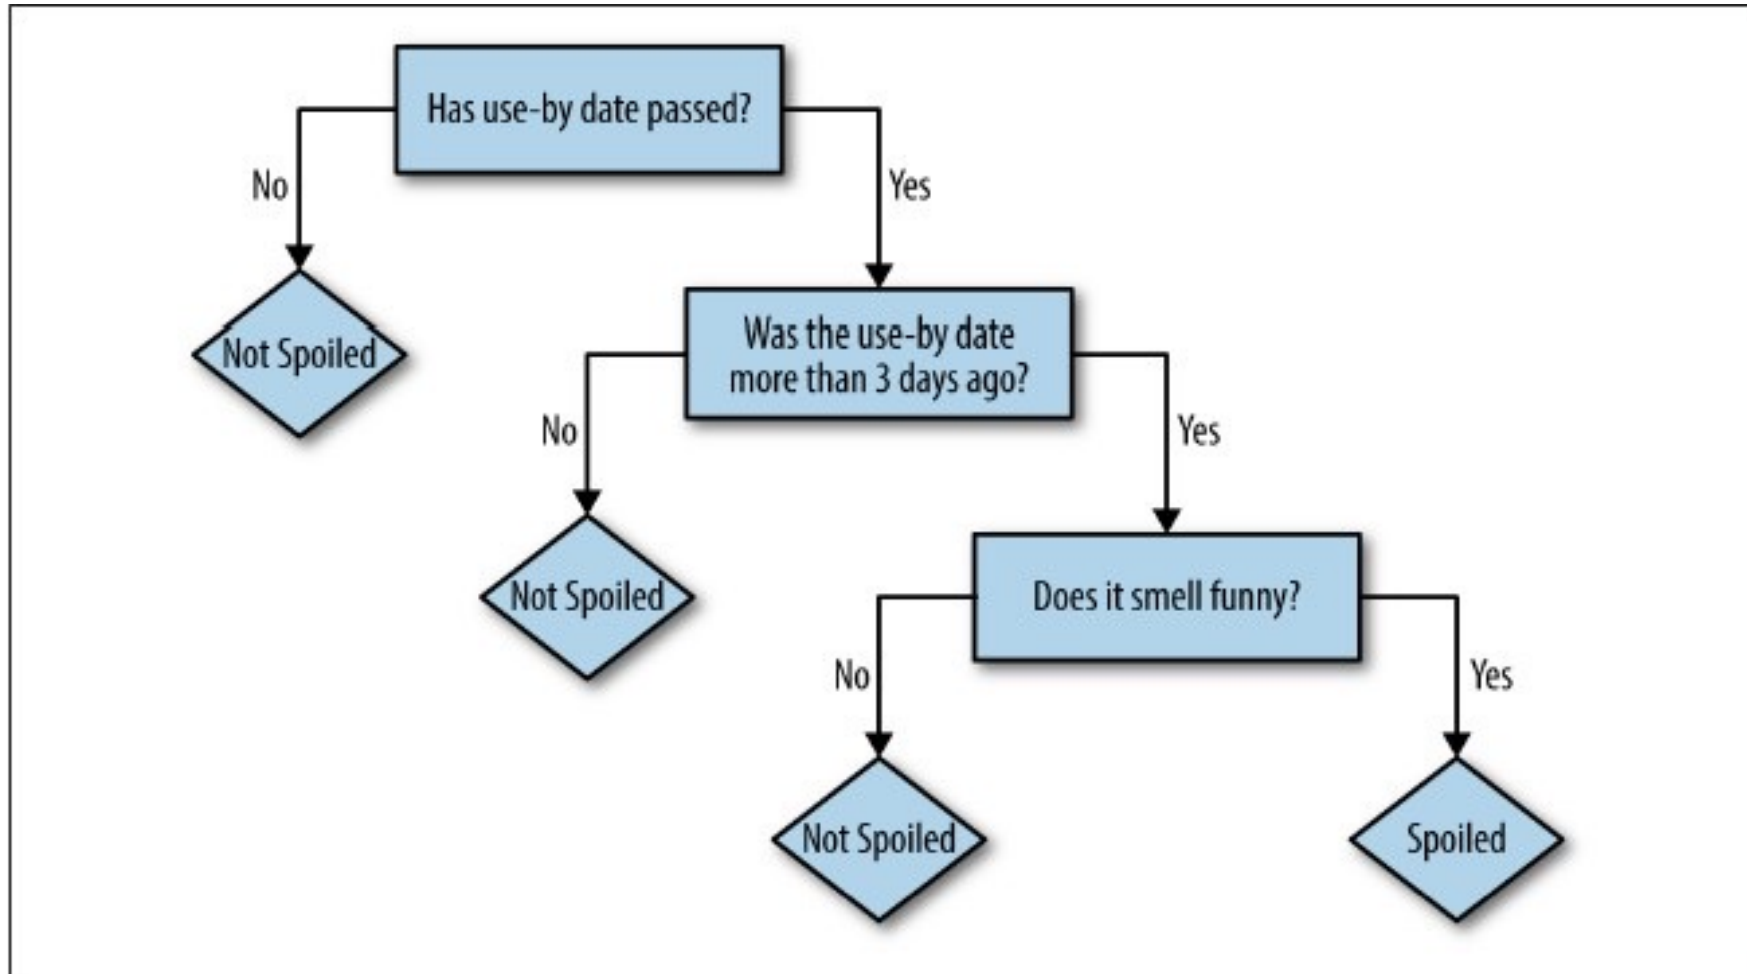 Has use-by date passed?
No
Yes
Not Spoiled
Was the use-by date
more than 3 days ago?
No
Yes
Not Spoiled
Does it smell funny?
No
Yes
Not Spoiled
Spoiled